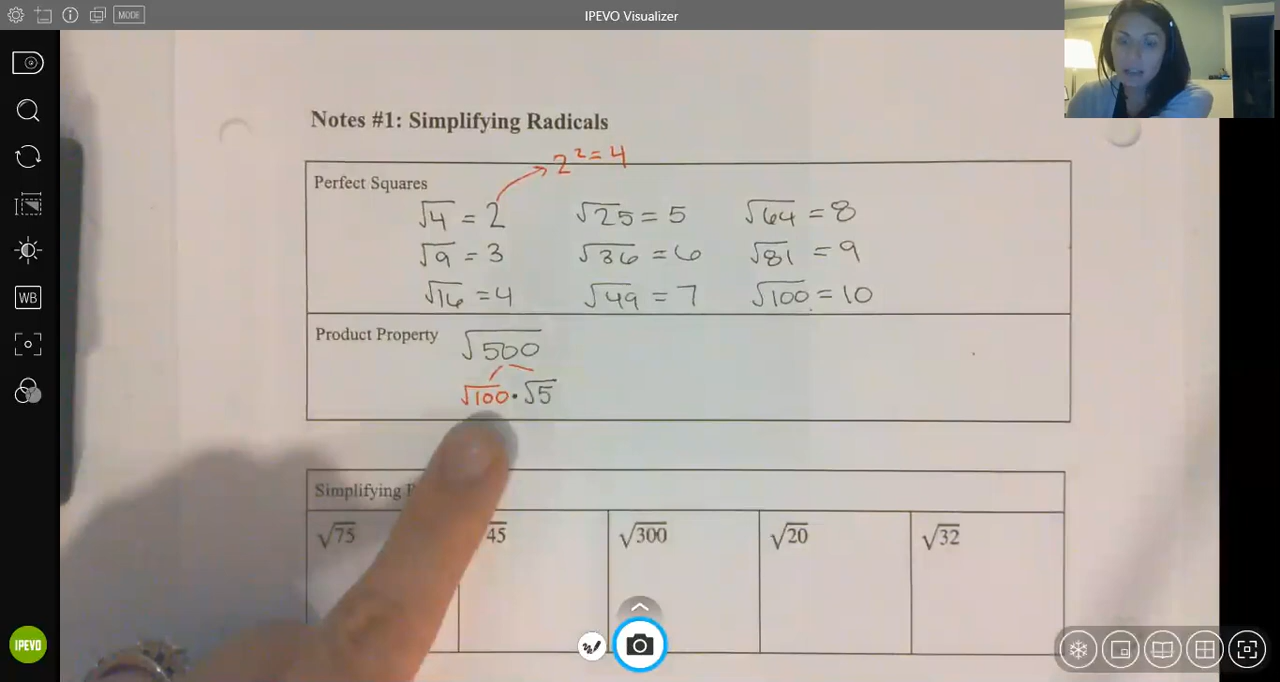 MODE
IPEVO Visualizer
WB
IPEVO
Notes #1: Simplifying Radicals
2² = 4
Perfect Squares
√4 = 2 √25 = 5 √64 = 8
√9 = 3 √36 = 6 √81 = 9
√16 = 4 √49 = 7 √100 = 10
Product Property √500
√100 · √5
Simplifying
√75 45 √300 √20 √32